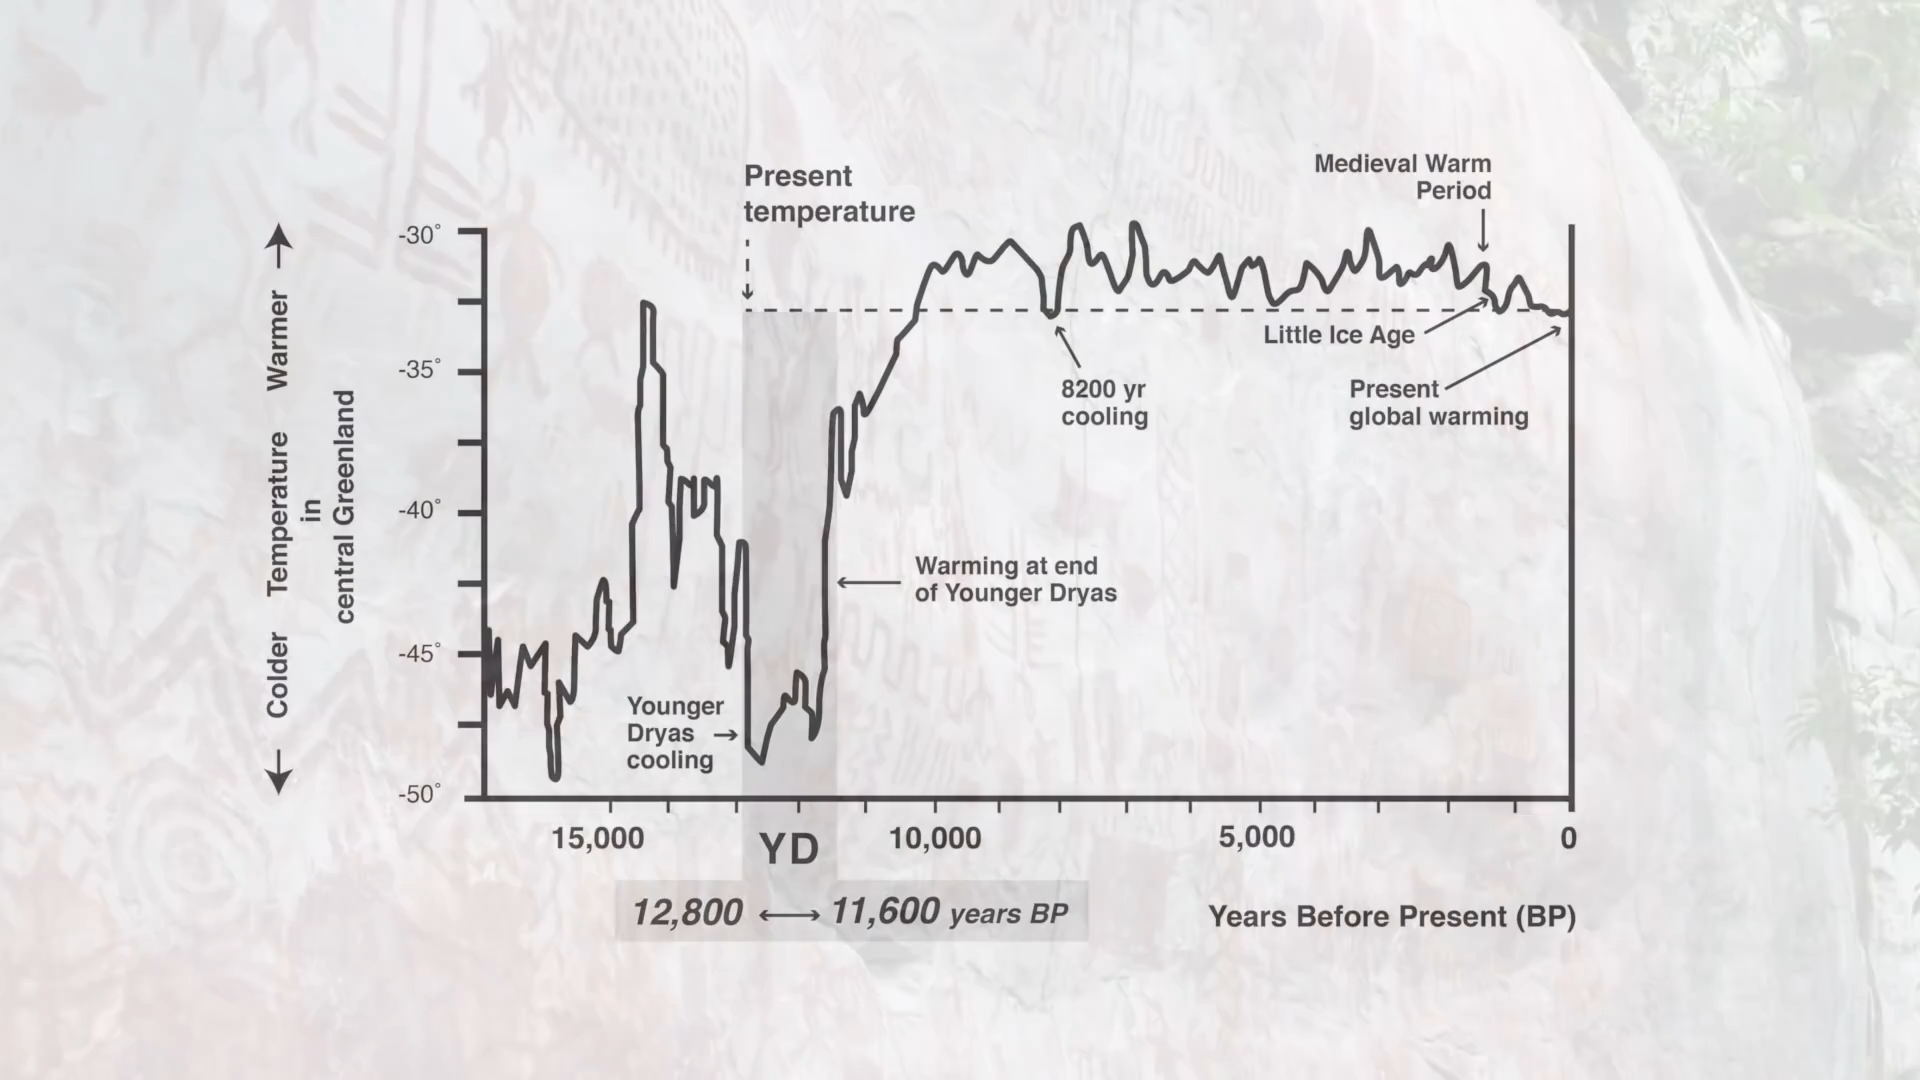 Medieval Warm
Period
Present
temperature
-30°
-35°
-40°
-45°
-50°
Colder Temperature Warmer
in
central Greenland
Little Ice Age
8200 yr
cooling
Present
global warming
Warming at end
of Younger Dryas
Younger
Dryas
cooling
15,000
YD
10,000
5,000
0
12,800
11,600 years BP
Years Before Present (BP)